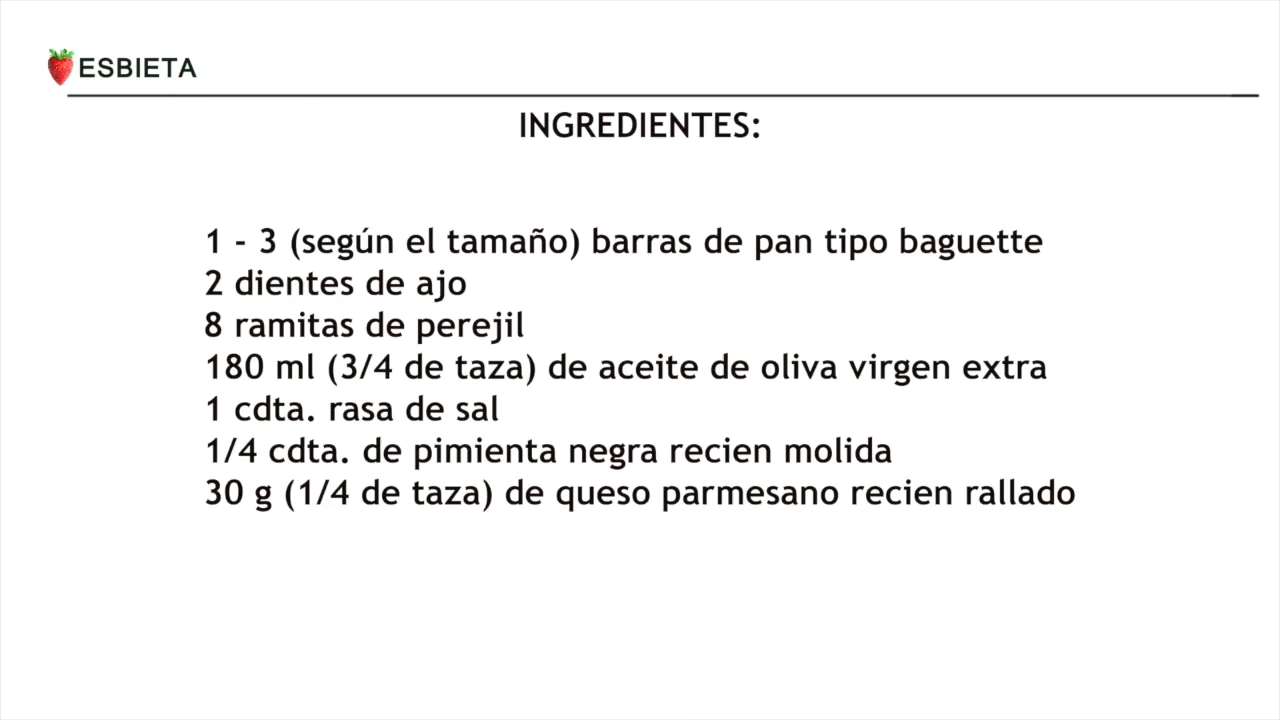 ESBIETA
INGREDIENTES:
1 - 3 (según el tamaño) barras de pan tipo baguette
2 dientes de ajo
8 ramitas de perejil
180 ml (3/4 de taza) de aceite de oliva virgen extra
1 cdta. rasa de sal
1/4 cdta. de pimienta negra recien molida
30 g (1/4 de taza) de queso parmesano recien rallado